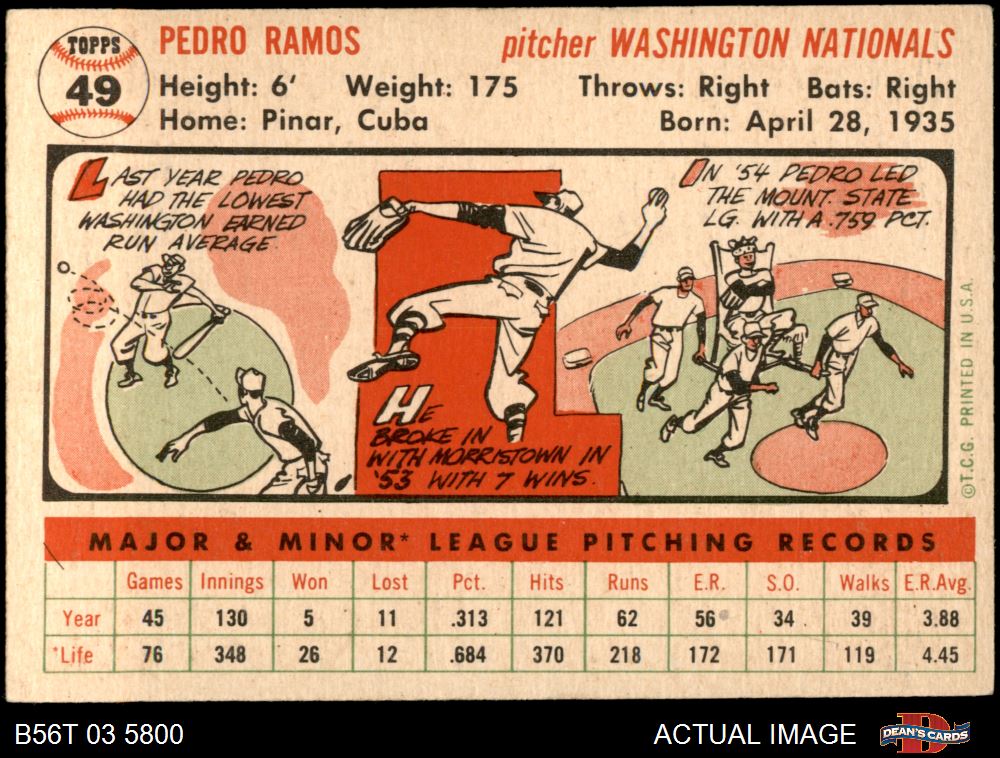 TOPPS
49
PEDRO RAMOS
pitcher WASHINGTON NATIONALS
Height: 6' Weight: 175 Throws: Right Bats: Right
Home: Pinar, Cuba Born: April 28, 1935
LAST YEAR PEDRO
HAD THE LOWEST
WASHINGTON EARNED
RUN AVERAGE.
HE
BROKE IN
WITH MORRISTOWN IN
'53 WITH 7 WINS.
IN '54 PEDRO LED
THE MOUNT. STATE
LG. WITH A .759 PCT.
©T.C.G. PRINTED IN U.S.A.
MAJOR & MINOR* LEAGUE PITCHING RECORDS
Games Innings Won Lost Pct. Hits Runs E.R. S.O. Walks E.R.Avg.
Year 45 130 5 11 .313 121 62 56 34 39 3.88
*Life 76 348 26 12 .684 370 218 172 171 119 4.45
B56T 03 5800
ACTUAL IMAGE
DEAN'S CARDS